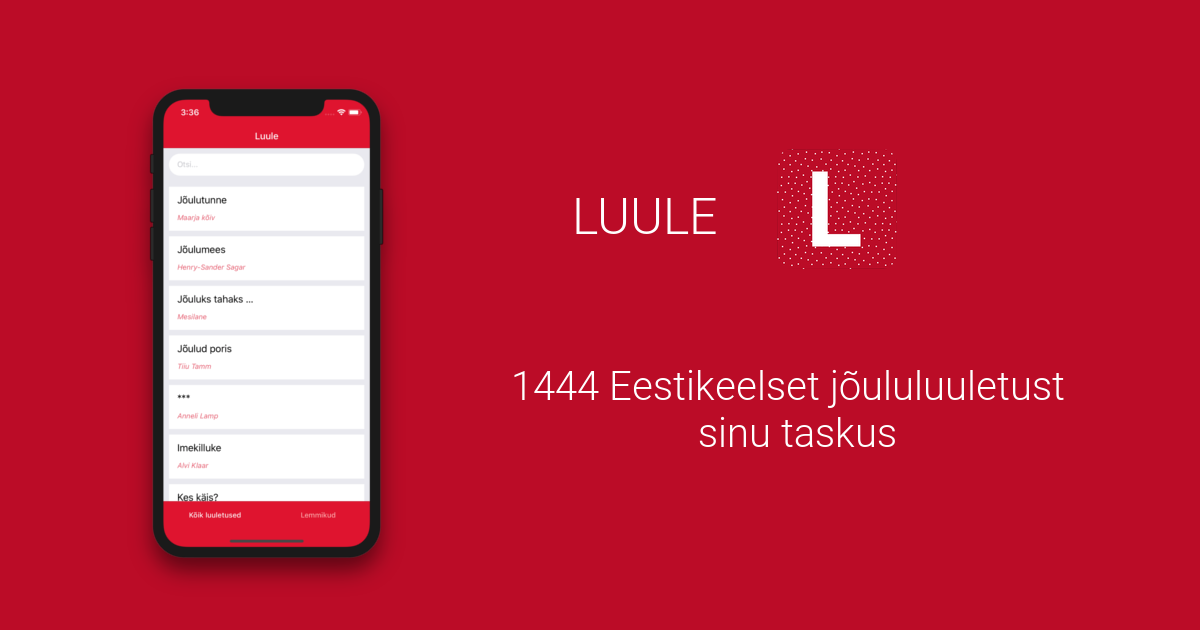 3:36
Luule
Otsi...
Jõulutunne
Maarja kõiv
Jõulumees
Henry-Sander Sagar
Jõuluks tahaks ...
Mesilane
Jõulud poris
Tiiu Tamm
***
Anneli Lamp
Imekilluke
Alvi Klaar
Kes käis?
Kõik luuletused
Lemmikud
LUULE
L
1444 Eestikeelset jõululuuletust
sinu taskus